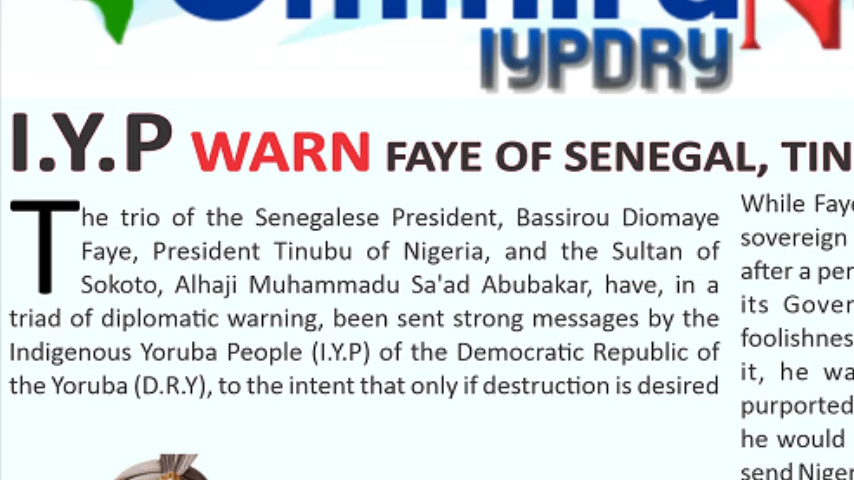 IYPDRY
I.Y.P WARN FAYE OF SENEGAL, TIN
The trio of the Senegalese President, Bassirou Diomaye
Faye, President Tinubu of Nigeria, and the Sultan of
Sokoto, Alhaji Muhammadu Sa'ad Abubakar, have, in a
triad of diplomatic warning, been sent strong messages by the
Indigenous Yoruba People (I.Y.P) of the Democratic Republic of
the Yoruba (D.R.Y), to the intent that only if destruction is desired
While Faye
sovereign
after a per
its Gover
foolishnes
it, he wa
purported
he would
send Niger